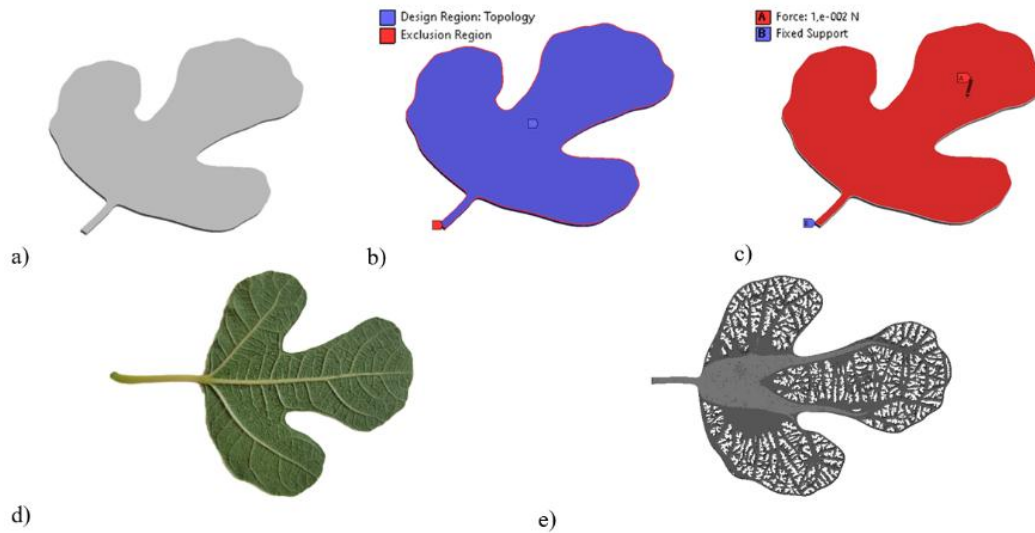 Design Region: Topology
Exclusion Region
A Force: 1,e-002 N
B Fixed Support
A
a)
b)
c)
d)
e)